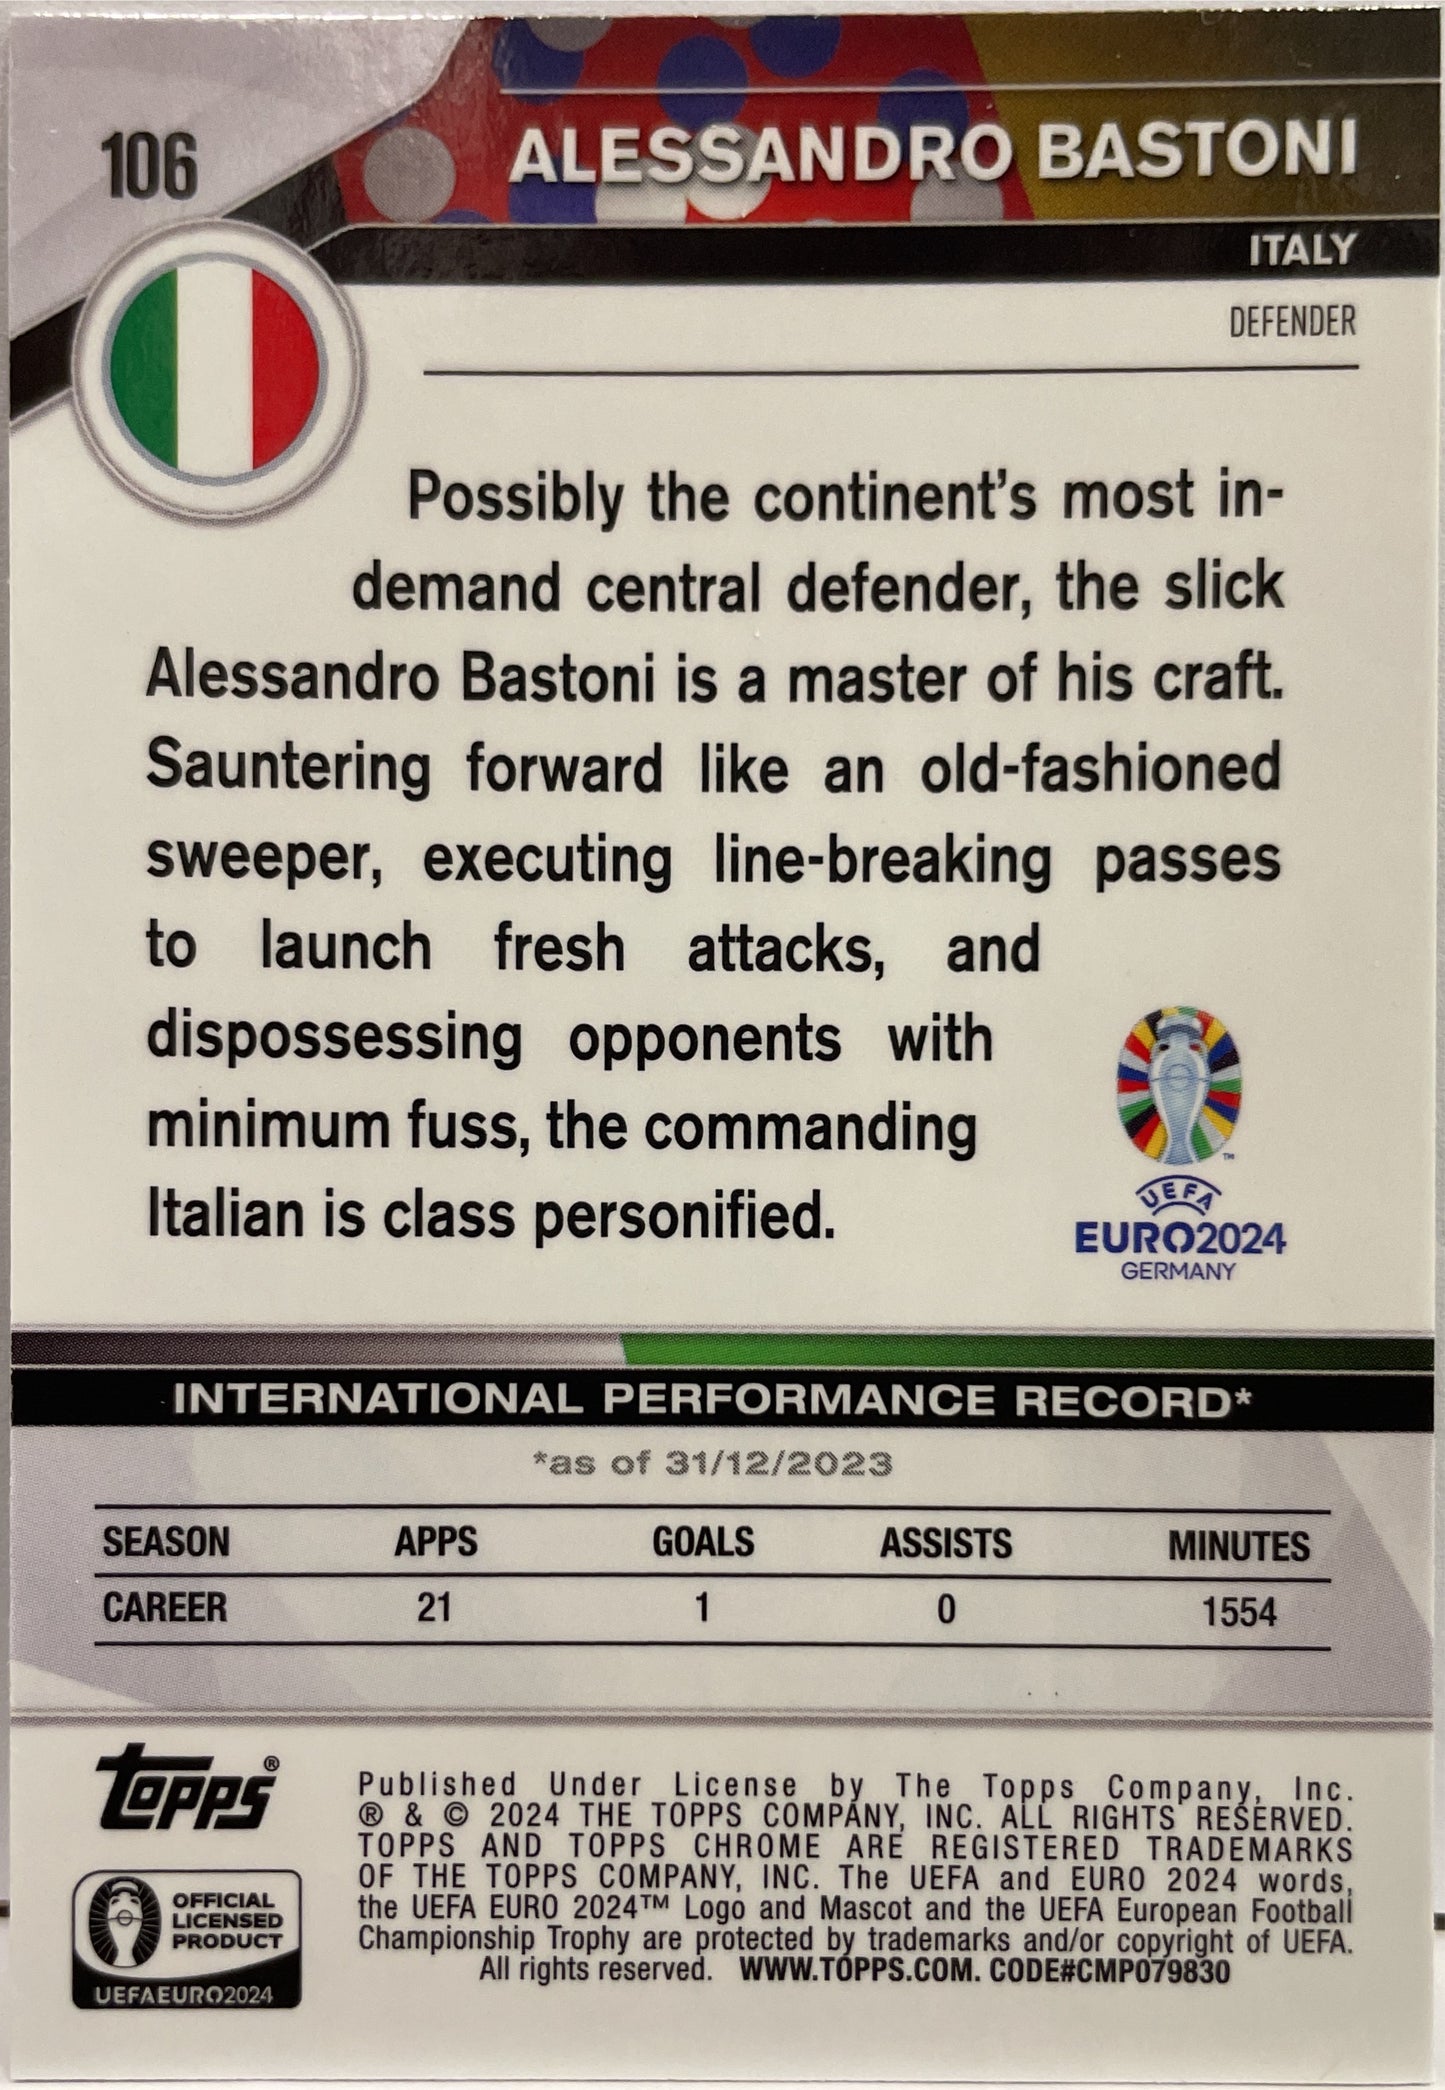 106
ALESSANDRO BASTONI
ITALY
DEFENDER
Possibly the continent's most in-
demand central defender, the slick
Alessandro Bastoni is a master of his craft.
Sauntering forward like an old-fashioned
sweeper, executing line-breaking passes
to launch fresh attacks, and
dispossessing opponents with
minimum fuss, the commanding
Italian is class personified.
™
UEFA
EURO2024
GERMANY
INTERNATIONAL PERFORMANCE RECORD*
*as of 31/12/2023
SEASON APPS GOALS ASSISTS MINUTES
CAREER 21 1 0 1554
Topps®
OFFICIAL
LICENSED
PRODUCT
UEFAEURO2024
Published Under License by The Topps Company, Inc.
® & © 2024 THE TOPPS COMPANY, INC. ALL RIGHTS RESERVED.
TOPPS AND TOPPS CHROME ARE REGISTERED TRADEMARKS
OF THE TOPPS COMPANY, INC. The UEFA and EURO 2024 words,
the UEFA EURO 2024™ Logo and Mascot and the UEFA European Football
Championship Trophy are protected by trademarks and/or copyright of UEFA.
All rights reserved. WWW.TOPPS.COM. CODE#CMP079830